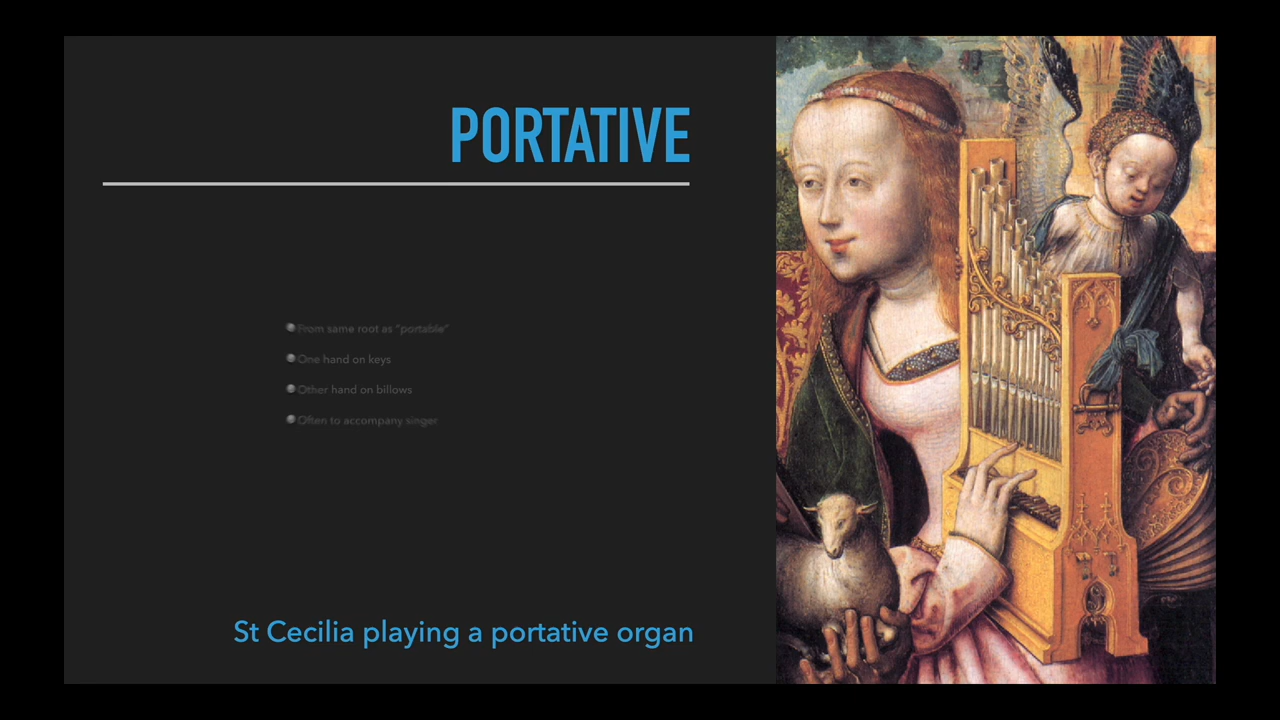 PORTATIVE
From same root as "portable"
One hand on keys
Other hand on billows
Often to accompany singer
St Cecilia playing a portative organ